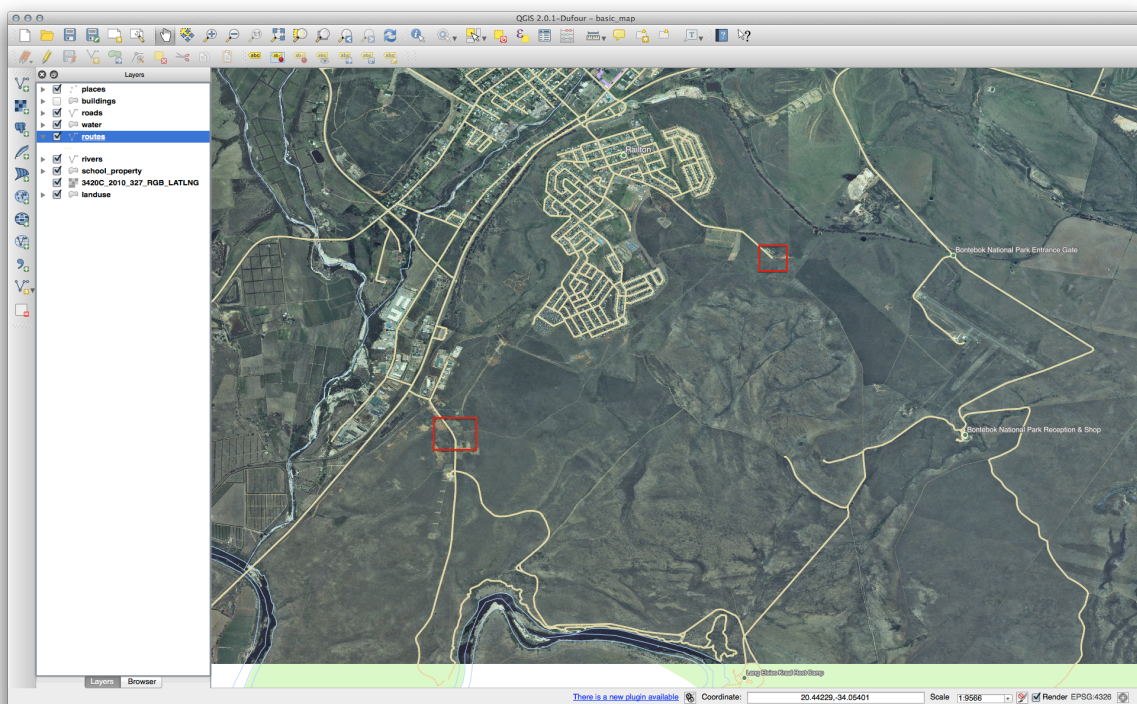 QGIS 2.0.1-Dufour – basic_map
Layers
places
buildings
roads
water
routes
rivers
school_property
3420C_2010_327_RGB_LATLNG
landuse
Railton
Bontebok National Park Entrance Gate
Bontebok National Park Reception & Shop
Layers
Browser
There is a new plugin available
Coordinate:
20.44229,-34.05401
Scale
1:9566
Render
EPSG:4326